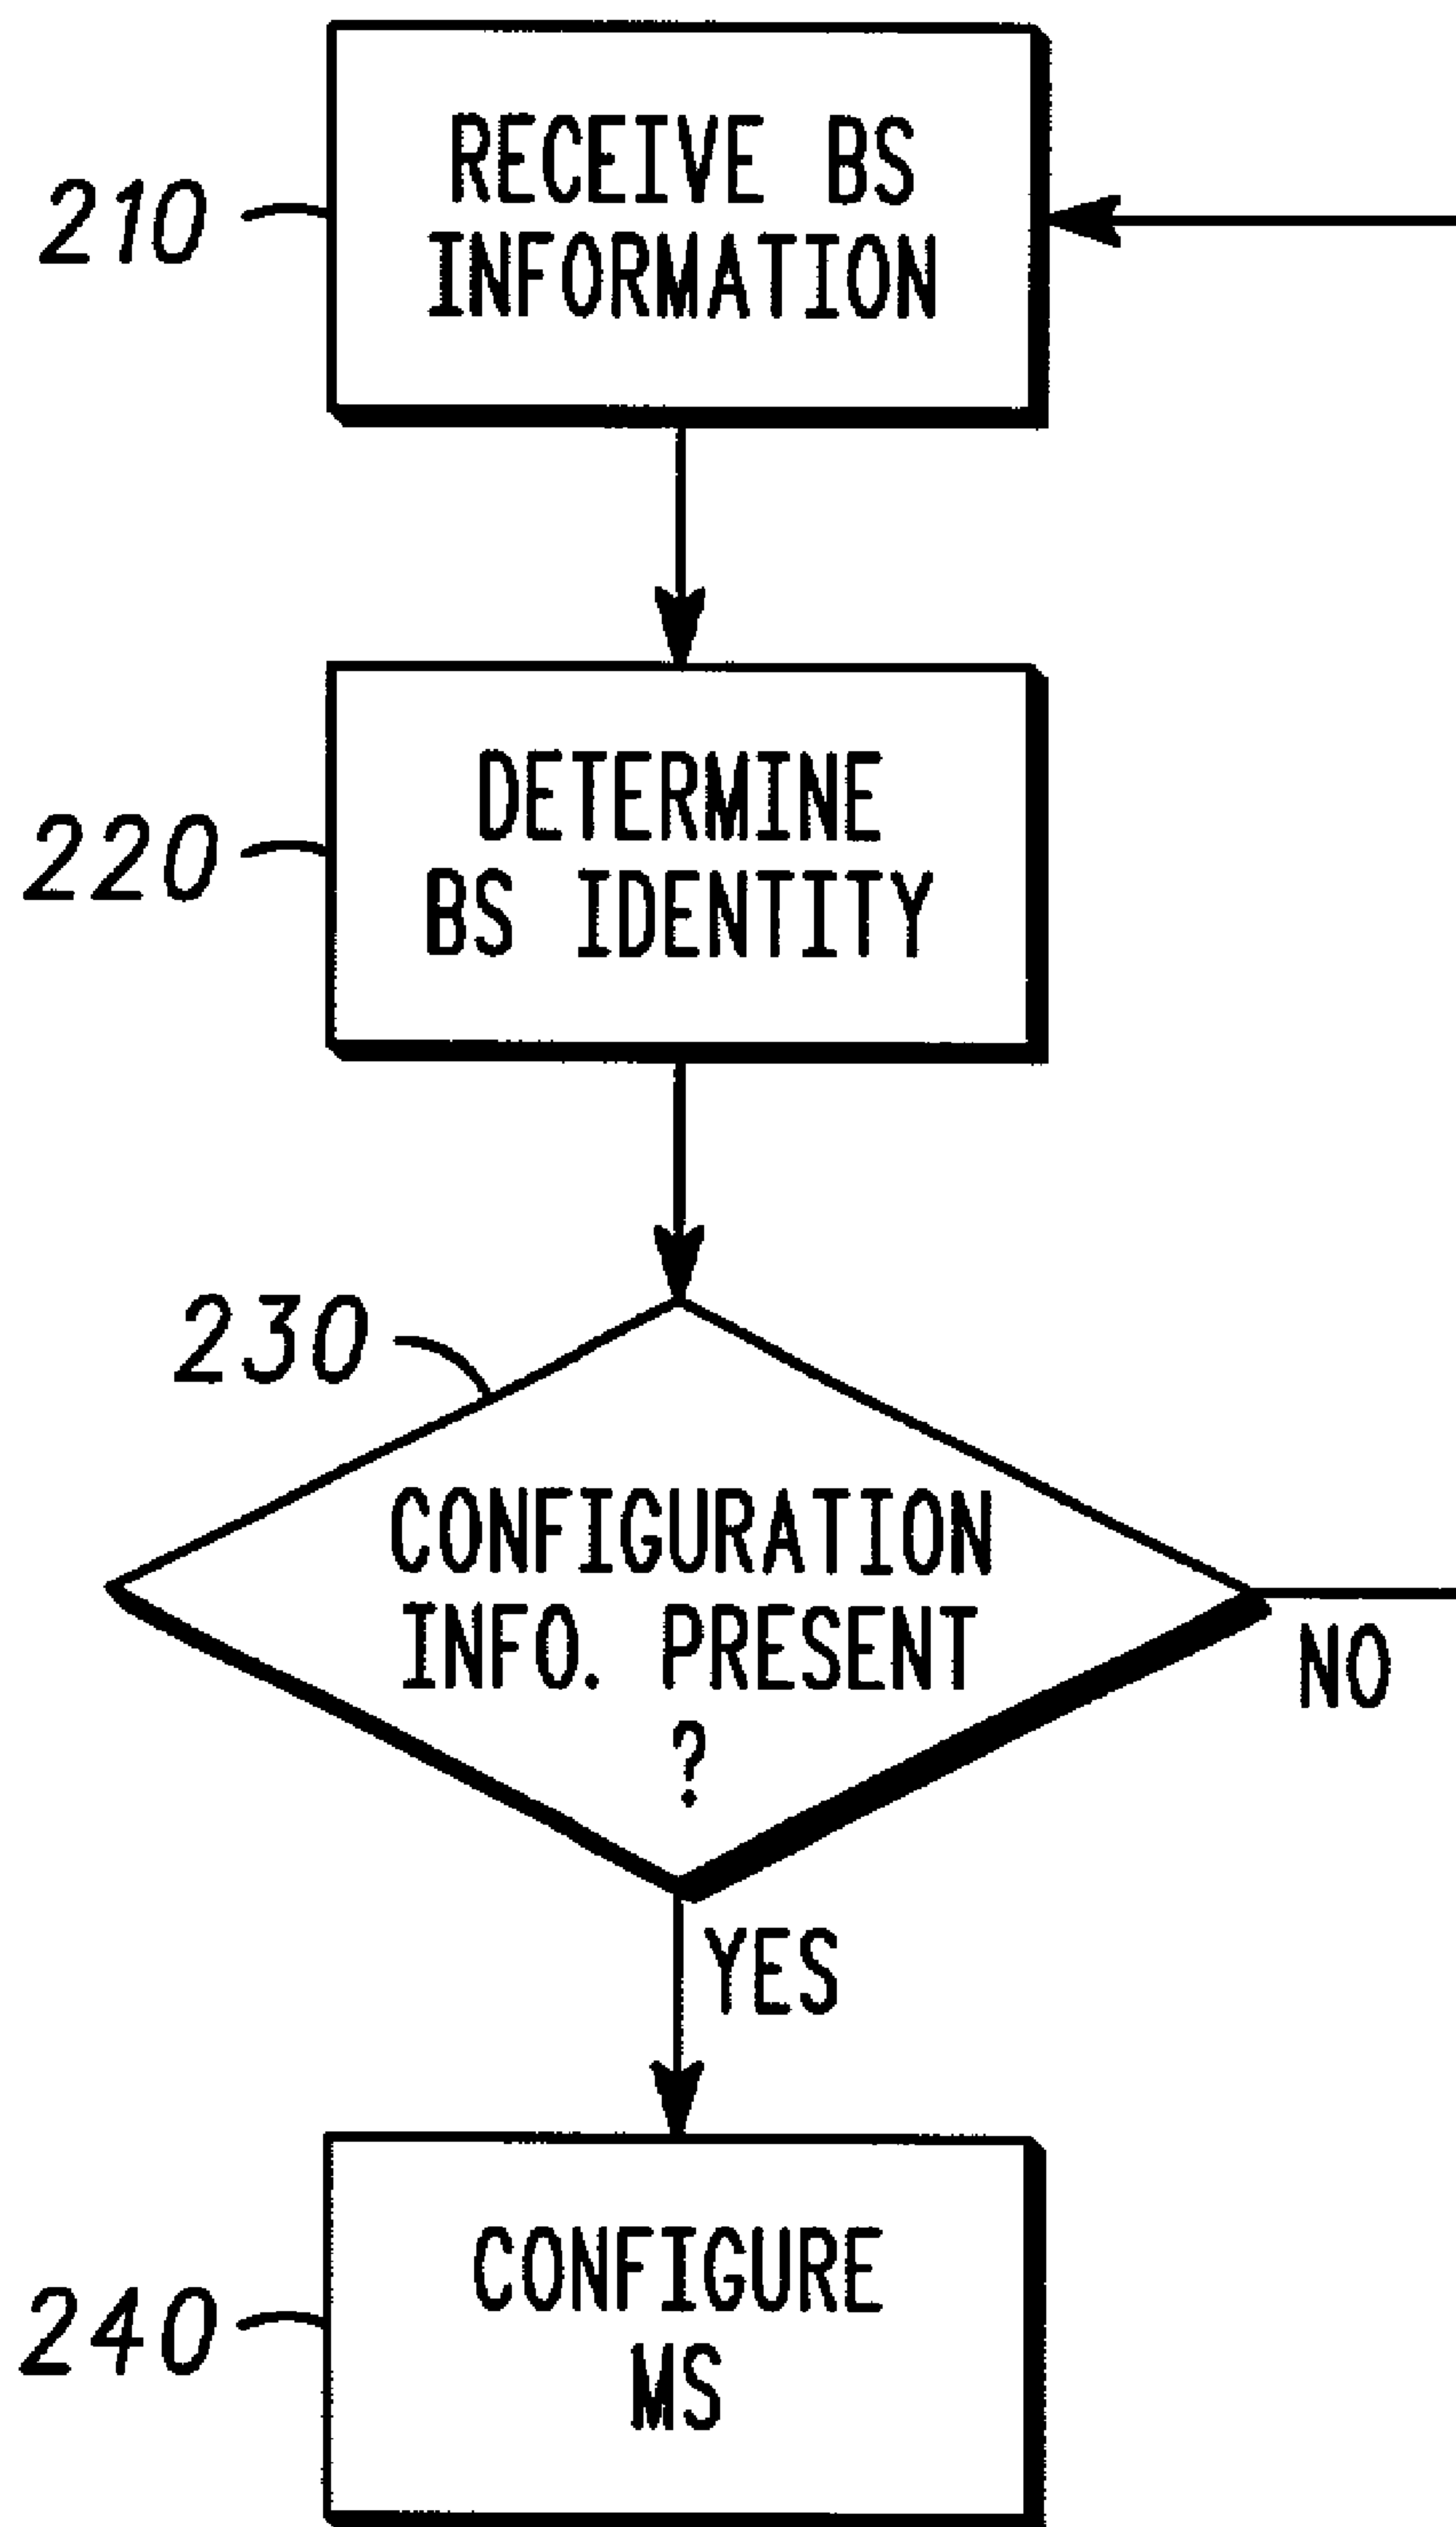 210
RECEIVE BS
INFORMATION
220
DETERMINE
BS IDENTITY
230
CONFIGURATION
INFO. PRESENT
?
NO
YES
240
CONFIGURE
MS